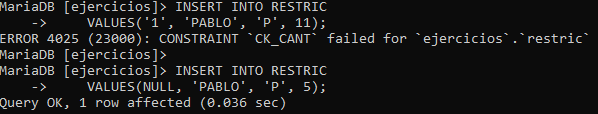 MariaDB [ejercicios]> INSERT INTO RESTRIC
    -> VALUES('1', 'PABLO', 'P', 11);
ERROR 4025 (23000): CONSTRAINT `CK_CANT` failed for `ejercicios`.`restric`
MariaDB [ejercicios]>
MariaDB [ejercicios]> INSERT INTO RESTRIC
    -> VALUES(NULL, 'PABLO', 'P', 5);
Query OK, 1 row affected (0.036 sec)